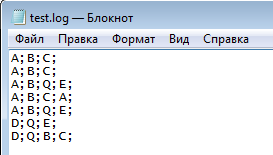 test.log — Блокнот
Файл Правка Формат Вид Справка
A;B;C;
A;B;C;
A;B;Q;E;
A;B;C;A;
A;B;Q;E;
D;Q;E;
D;Q;B;C;